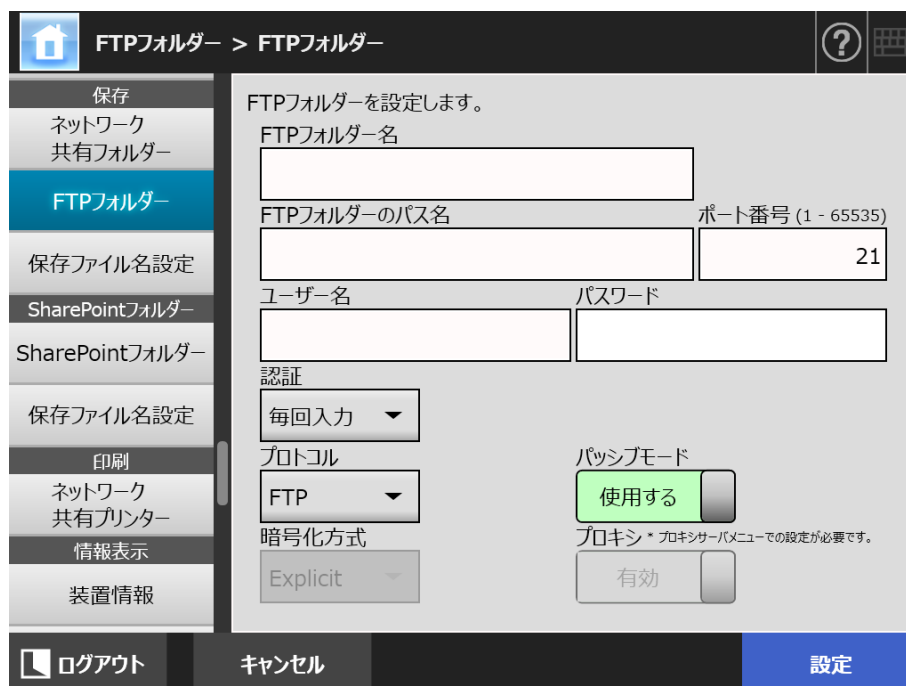 FTPフォルダー > FTPフォルダー
?
保存
ネットワーク
共有フォルダー
FTPフォルダー
保存ファイル名設定
SharePointフォルダー
SharePointフォルダー
保存ファイル名設定
印刷
ネットワーク
共有プリンター
情報表示
装置情報
FTPフォルダーを設定します。
FTPフォルダー名
FTPフォルダーのパス名
ポート番号 (1 - 65535)
21
ユーザー名
パスワード
認証
毎回入力
プロトコル
パッシブモード
FTP
使用する
暗号化方式
プロキシ * プロキシサーバメニューでの設定が必要です。
Explicit
有効
ログアウト
キャンセル
設定